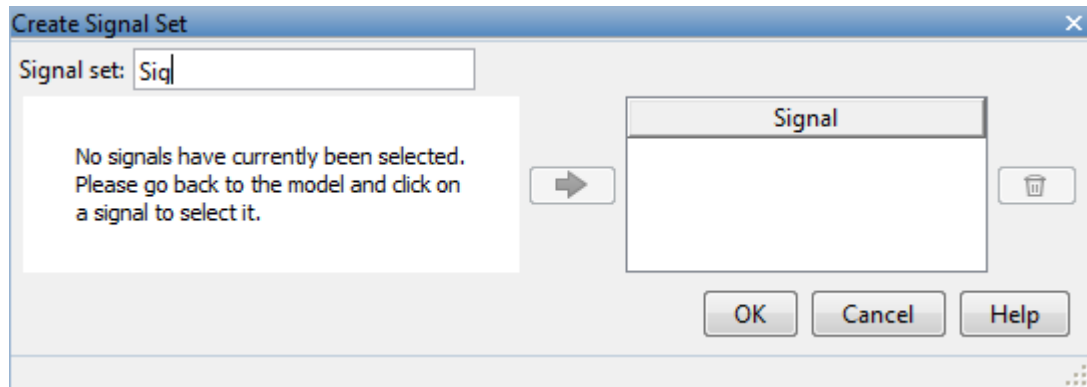 Create Signal Set
Signal set: Sig
No signals have currently been selected.
Please go back to the model and click on
a signal to select it.
Signal
OK Cancel Help